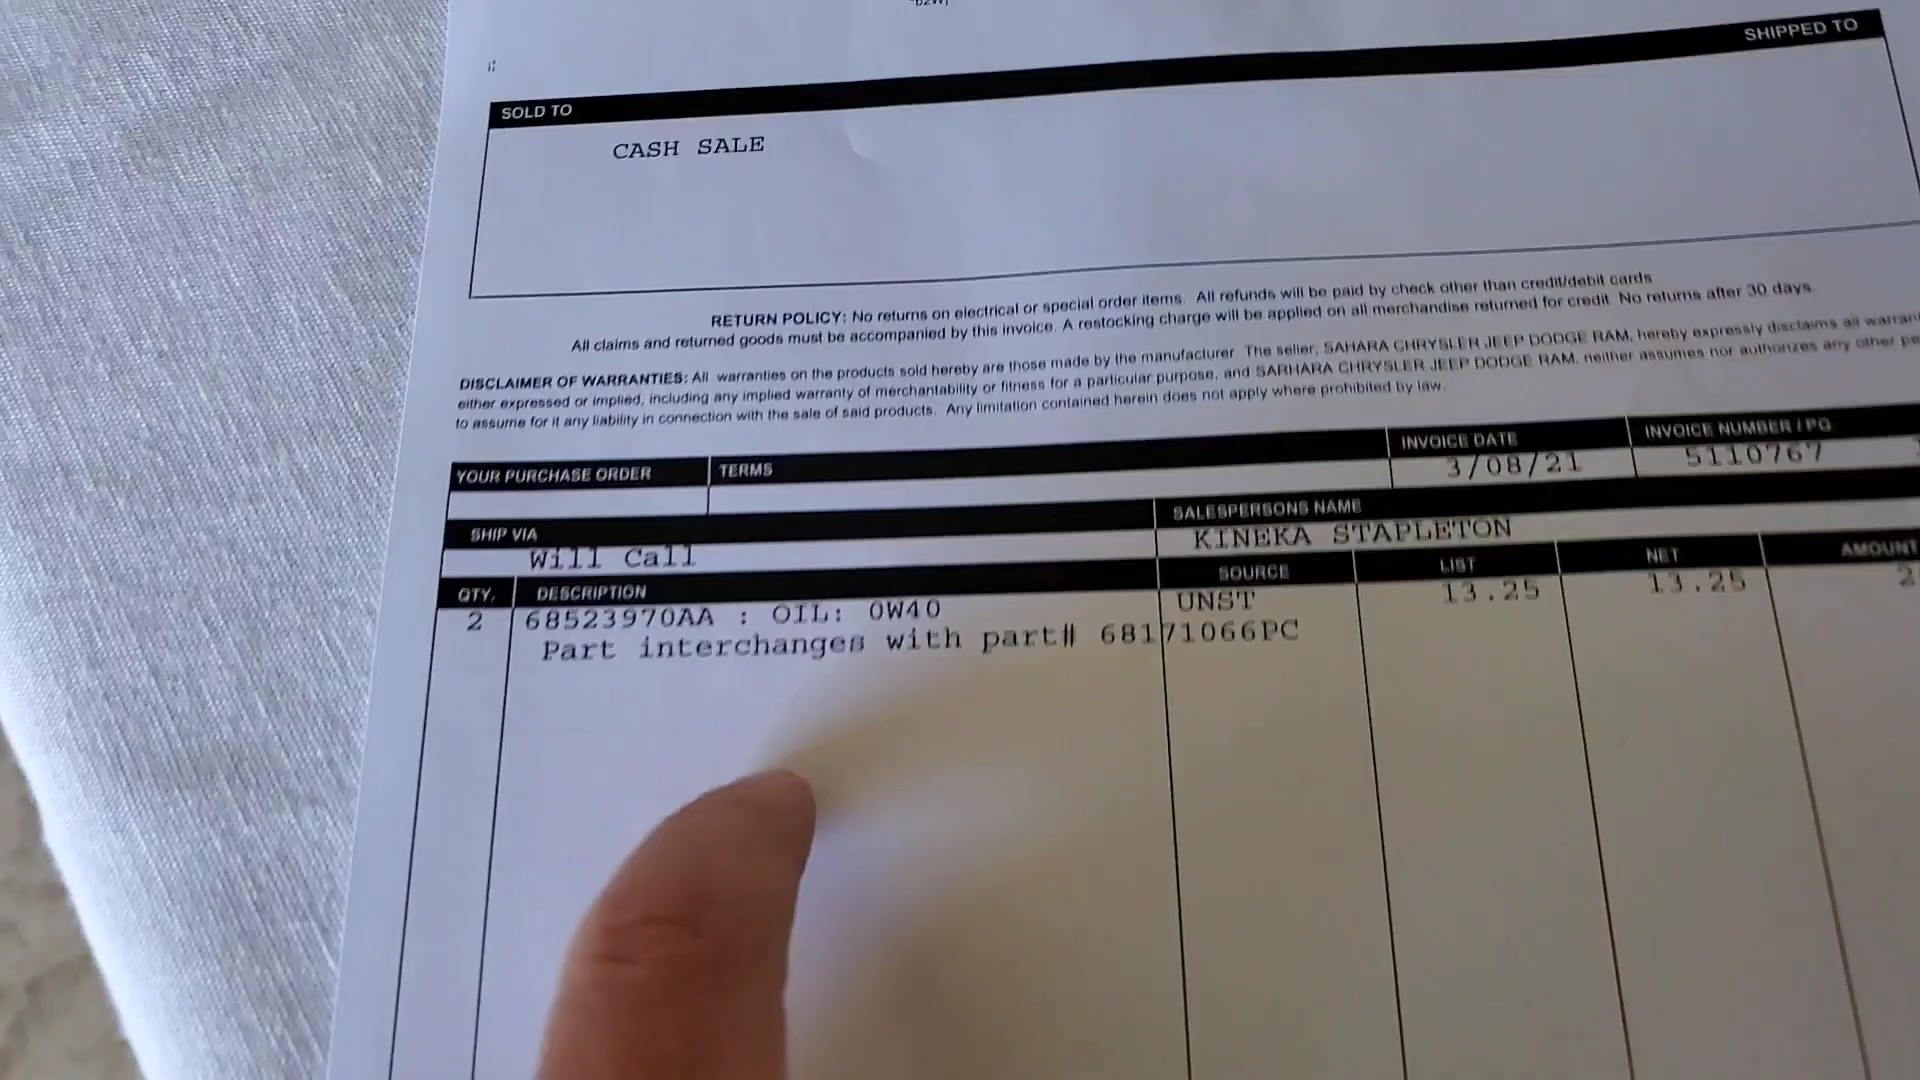 SHIPPED TO
SOLD TO
CASH SALE
RETURN POLICY: No returns on electrical or special order items. All refunds will be paid by check other than credit/debit cards.
All claims and returned goods must be accompanied by this invoice. A restocking charge will be applied on all merchandise returned for credit. No returns after 30 days.
DISCLAIMER OF WARRANTIES: All warranties on the products sold hereby are those made by the manufacturer. The seller, SAHARA CHRYSLER JEEP DODGE RAM, hereby expressly disclaims all
either expressed or implied, including any implied warranty of merchantability or fitness for a particular purpose, and SARHARA CHRYSLER JEEP DODGE RAM, neither assumes nor authorizes any other
to assume for it any liability in connection with the sale of said products. Any limitation contained herein does not apply where prohibited by law.
YOUR PURCHASE ORDER TERMS INVOICE DATE INVOICE NUMBER / PG
3/08/21 5110767
SHIP VIA SALESPERSONS NAME
Will Call KINEKA STAPLETON
QTY. DESCRIPTION SOURCE LIST NET AMOUNT
2 68523970AA : OIL: 0W40 UNST 13.25 13.25
Part interchanges with part# 68171066PC